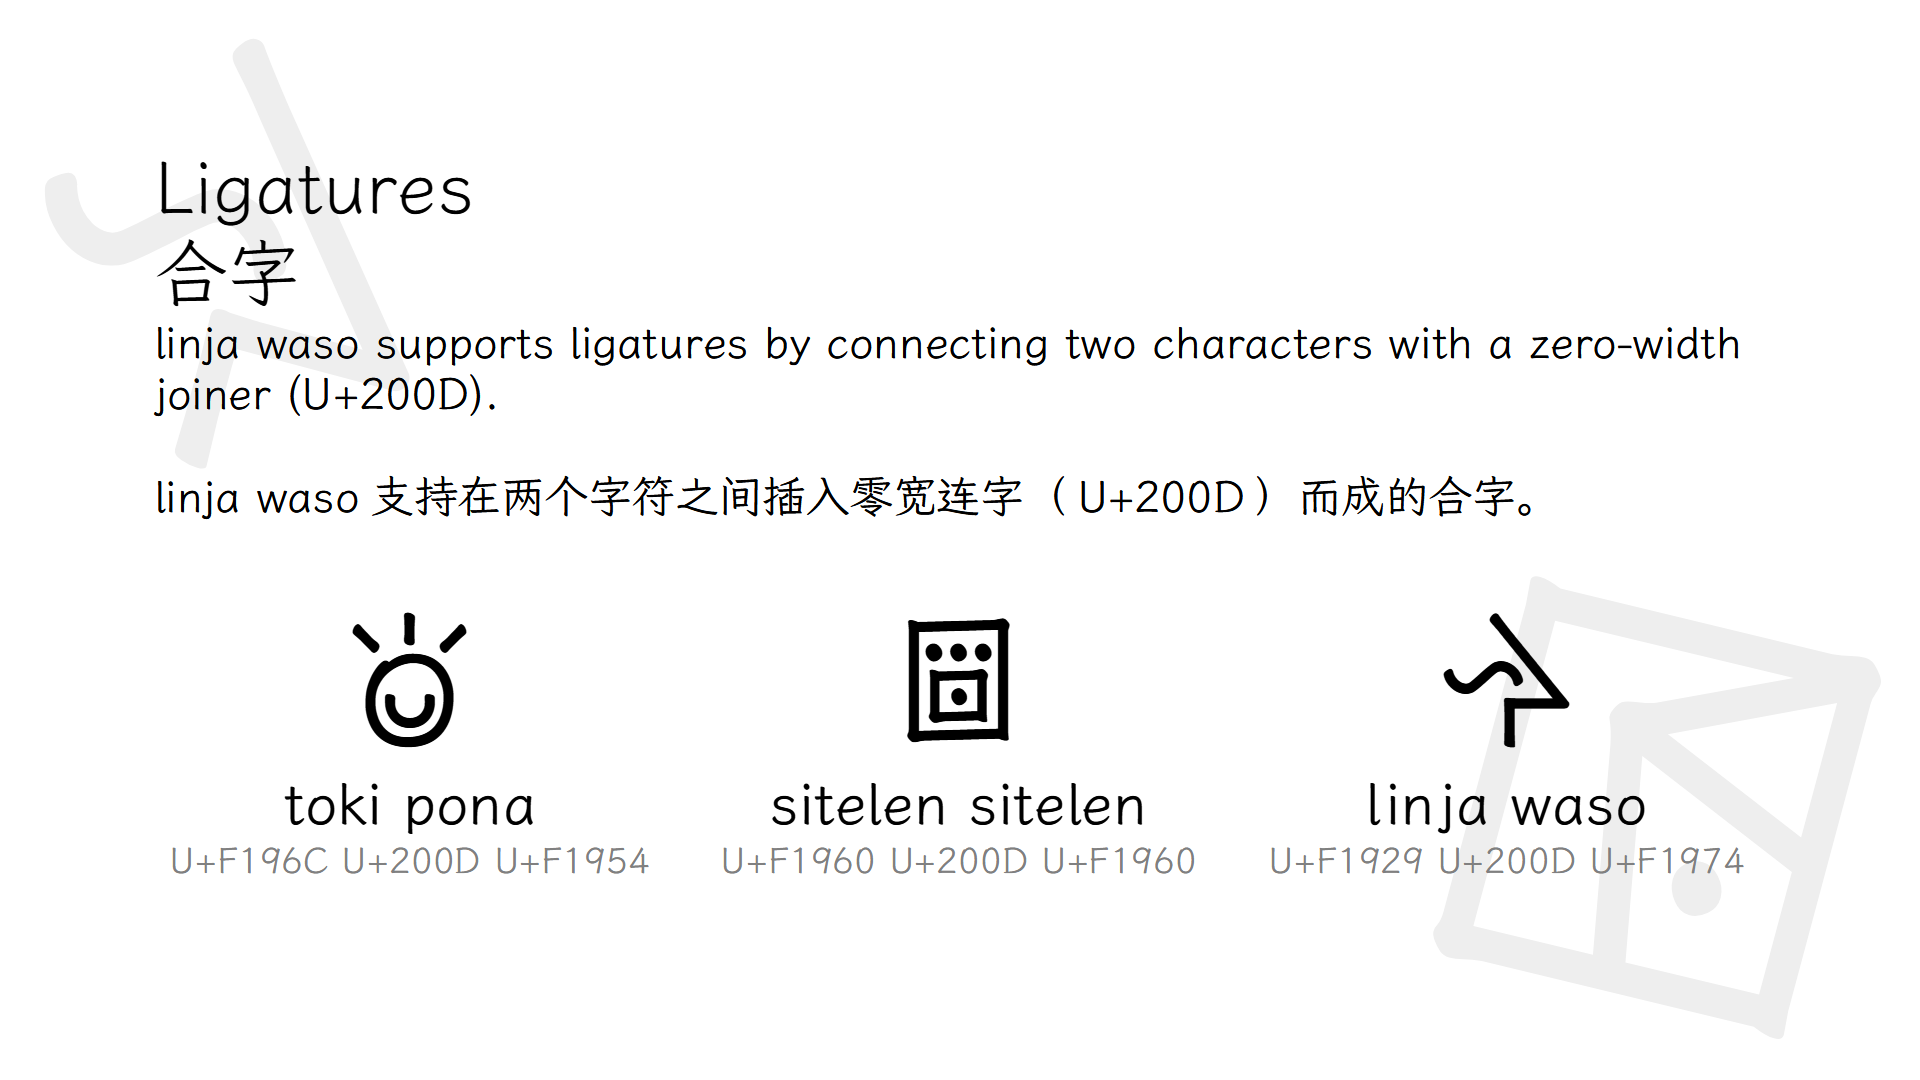 Ligatures
合字
linja waso supports ligatures by connecting two characters with a zero-width
joiner (U+200D).
linja waso 支持在两个字符之间插入零宽连字（U+200D）而成的合字。
toki pona
sitelen sitelen
linja waso
U+F196C U+200D U+F1954
U+F1960 U+200D U+F1960
U+F1929 U+200D U+F1974